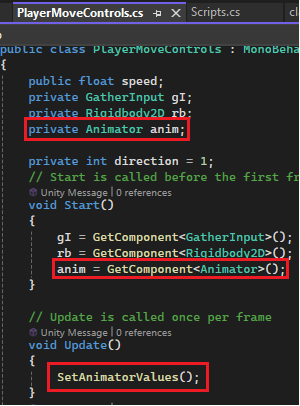 PlayerMoveControls.cs
Scripts.cs
public class PlayerMoveControls : MonoBeha
{
public float speed;
private GatherInput gI;
private Rigidbody2D rb;
private Animator anim;
private int direction = 1;
// Start is called before the first fr
Unity Message | 0 references
void Start()
{
gI = GetComponent<GatherInput>();
rb = GetComponent<Rigidbody2D>();
anim = GetComponent<Animator>();
}
// Update is called once per frame
Unity Message | 0 references
void Update()
{
SetAnimatorValues();
}